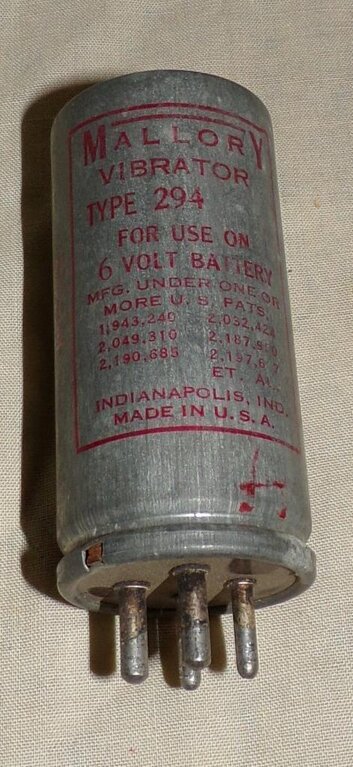 MALLORY
VIBRATOR
TYPE 294
FOR USE ON
6 VOLT BATTERY
MFG. UNDER ONE OR
MORE U.S. PATS.
1,943,240
2,049,310
2,190,685
ET. AL.
INDIANAPOLIS, IND.
MADE IN U.S.A.